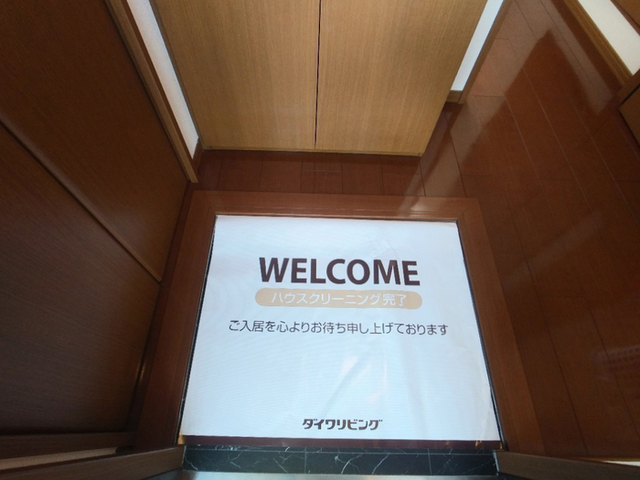 WELCOME
ハウスクリーニング完了
ご入居を心よりお待ち申し上げております
ダイワリビング